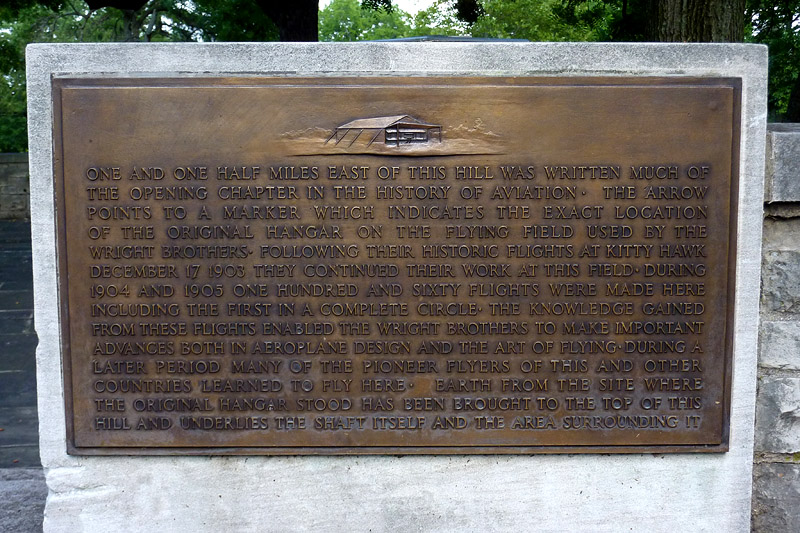 ONE AND ONE HALF MILES EAST OF THIS HILL WAS WRITTEN MUCH OF
THE OPENING CHAPTER IN THE HISTORY OF AVIATION· THE ARROW
POINTS TO A MARKER WHICH INDICATES THE EXACT LOCATION
OF THE ORIGINAL HANGAR ON THE FLYING FIELD USED BY THE
WRIGHT BROTHERS· FOLLOWING THEIR HISTORIC FLIGHTS AT KITTY HAWK
DECEMBER 17 1903 THEY CONTINUED THEIR WORK AT THIS FIELD· DURING
1904 AND 1905 ONE HUNDRED AND SIXTY FLIGHTS WERE MADE HERE
INCLUDING THE FIRST IN A COMPLETE CIRCLE· THE KNOWLEDGE GAINED
FROM THESE FLIGHTS ENABLED THE WRIGHT BROTHERS TO MAKE IMPORTANT
ADVANCES BOTH IN AEROPLANE DESIGN AND THE ART OF FLYING· DURING A
LATER PERIOD MANY OF THE PIONEER FLYERS OF THIS AND OTHER
COUNTRIES LEARNED TO FLY HERE· EARTH FROM THE SITE WHERE
THE ORIGINAL HANGAR STOOD HAS BEEN BROUGHT TO THE TOP OF THIS
HILL AND UNDERLIES THE SHAFT ITSELF AND THE AREA SURROUNDING IT